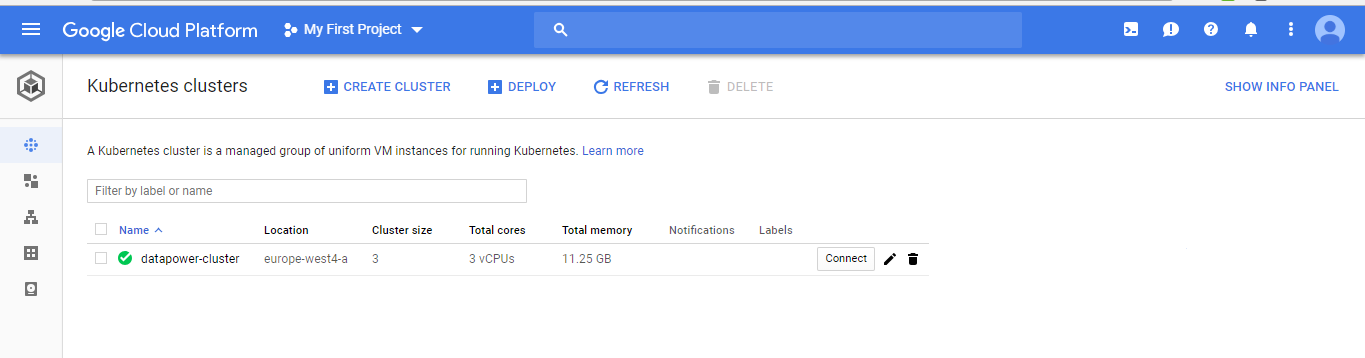 Google Cloud Platform My First Project
Kubernetes clusters CREATE CLUSTER DEPLOY REFRESH DELETE SHOW INFO PANEL
A Kubernetes cluster is a managed group of uniform VM instances for running Kubernetes. Learn more
Filter by label or name
Name Location Cluster size Total cores Total memory Notifications Labels
datapower-cluster europe-west4-a 3 3 vCPUs 11.25 GB Connect